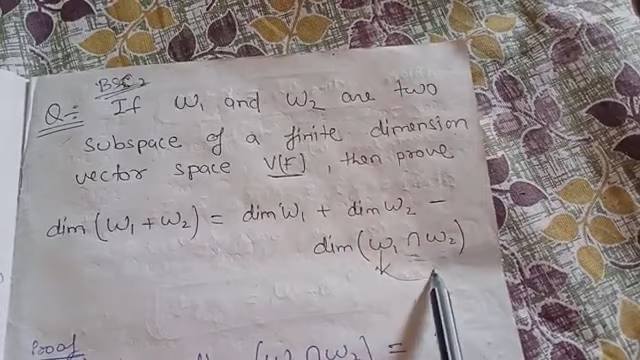 BSC 2
Q:- If W₁ and W₂ are two
subspace of a finite dimension
vector space V(F), then prove
dim (W₁ + W₂) = dim W₁ + dim W₂ -
dim (W₁ ∩ W₂)
k
Proof
(W₁ ∩ W₂) =